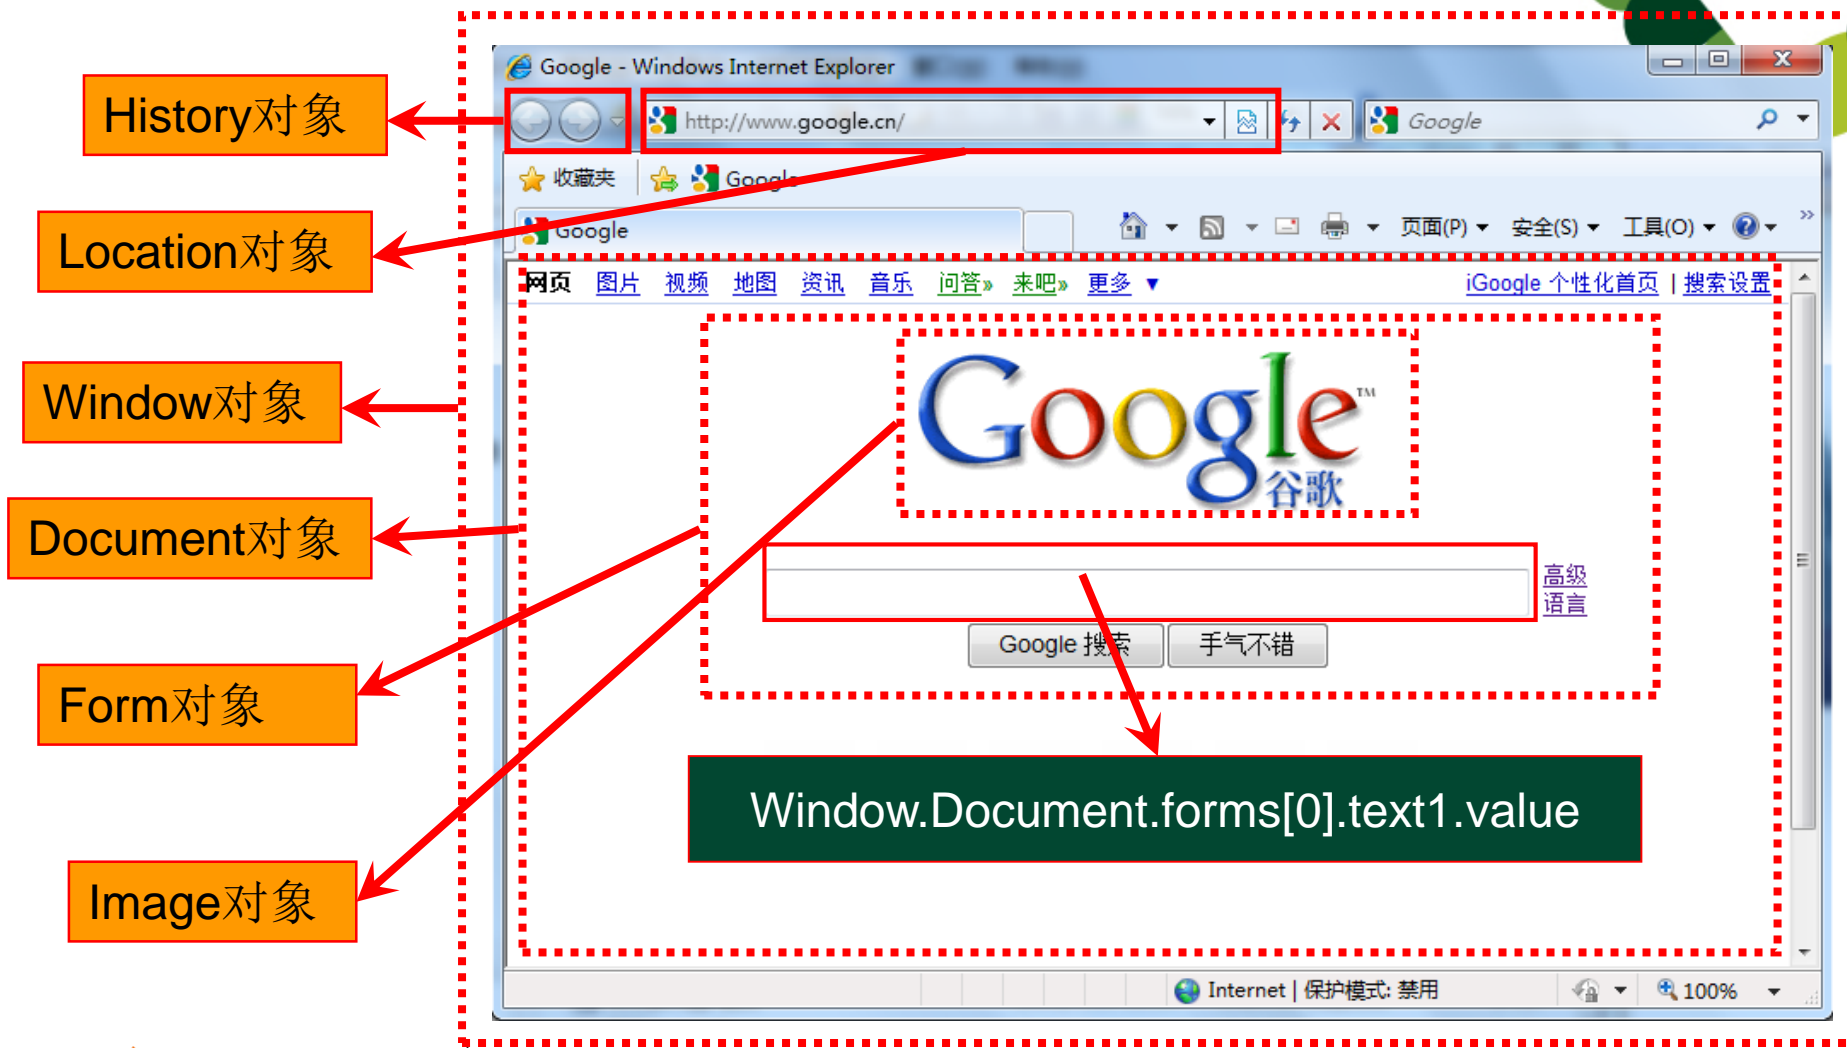 Google - Windows Internet Explorer
History对象
http://www.google.cn/
Google
收藏夹
Google
Location对象
Google
页面(P)
安全(S)
工具(O)
网页 图片 视频 地图 资讯 音乐 问答» 来吧» 更多 ▼
iGoogle 个性化首页 | 搜索设置
Window对象
Google™
谷歌
Document对象
高级
语言
Google 搜索
手气不错
Form对象
Window.Document.forms[0].text1.value
Image对象
Internet | 保护模式: 禁用
100%